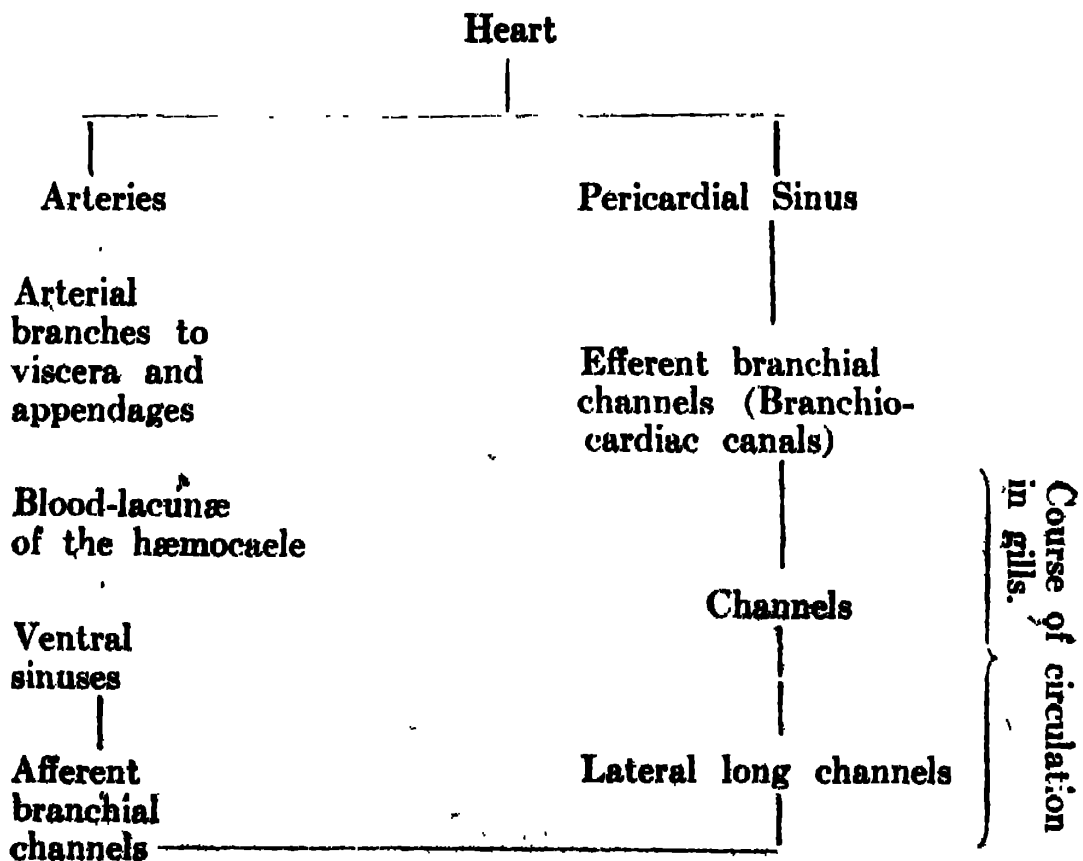 Heart
Arteries
Pericardial Sinus
Arterial
branches to
viscera and
appendages
Efferent branchial
channels (Branchio-
cardiac canals)
Blood-lacunæ
of the hæmocaele
Channels
Ventral
sinuses
Afferent
branchial
channels
Lateral long channels
Course of circulation
in gills.